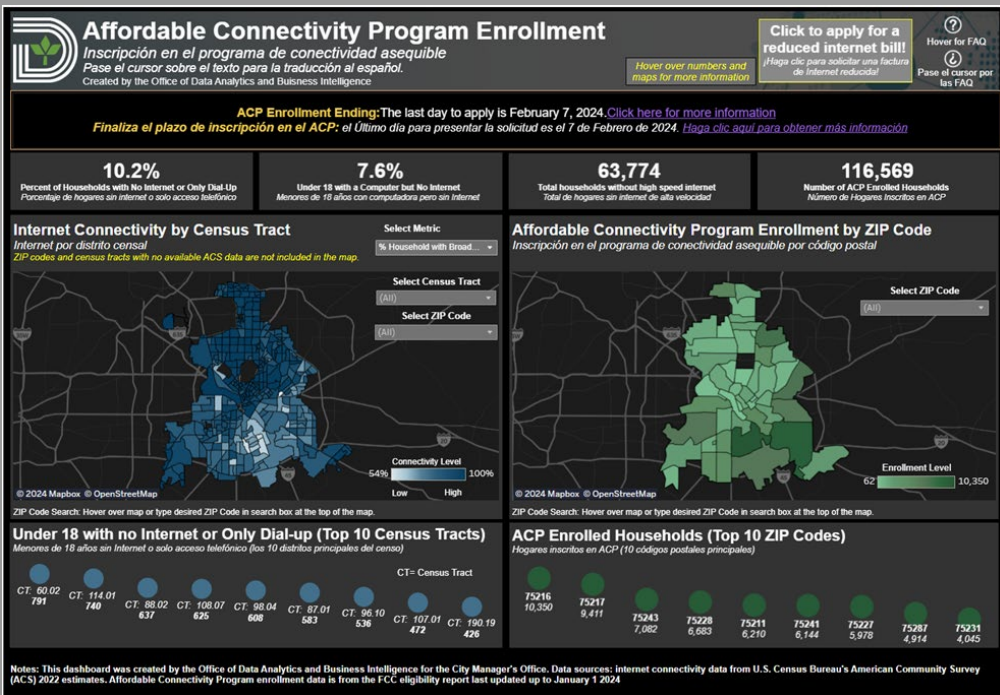 Affordable Connectivity Program Enrollment
Inscripción en el programa de conectividad asequible
Pase el cursor sobre el texto para la traducción al español.
Created by the Office of Data Analytics and Buisness Intelligence
Hover over numbers and
maps for more information
Click to apply for a
reduced internet bill!
¡Haga clic para solicitar una factura
de Internet reducida!
?
Hover for FAQ
¿
Pase el cursor por
las FAQ
ACP Enrollment Ending:The last day to apply is February 7, 2024.Click here for more information
Finaliza el plazo de inscripción en el ACP: el Último día para presentar la solicitud es el 7 de Febrero de 2024. Haga clic aquí para obtener más información
10.2%
Percent of Households with No Internet or Only Dial-Up
Porcentaje de hogares sin internet o solo acceso telefónico
7.6%
Under 18 with a Computer but No Internet
Menores de 18 años con computadora pero sin Internet
63,774
Total households without high speed internet
Total de hogares sin internet de alta velocidad
116,569
Number of ACP Enrolled Households
Número de Hogares Inscritos en ACP
Internet Connectivity by Census Tract
Internet por distrito censal
ZIP codes and census tracts with no available ACS data are not included in the map.
Select Metric
% Household with Broad...
Select Census Tract
(All)
Select ZIP Code
(All)
20
Connectivity Level
54% 100%
Low High
© 2024 Mapbox © OpenStreetMap
ZIP Code Search: Hover over map or type desired ZIP Code in search box at the top of the map.
Affordable Connectivity Program Enrollment by ZIP Code
Inscripción en el programa de conectividad asequible por código postal
Select ZIP Code
(All)
20
Enrollment Level
62 10,350
© 2024 Mapbox © OpenStreetMap
ZIP Code Search: Hover over map or type desired ZIP Code in search box at the top of the map.
Under 18 with no Internet or Only Dial-up (Top 10 Census Tracts)
Menores de 18 años sin Internet o solo acceso telefónico (los 10 distritos principales del censo)
CT= Census Tract
CT: 60.02
791
CT: 114.01
740
CT: 88.02
637
CT: 108.07
625
CT: 98.04
608
CT: 87.01
583
CT: 96.10
536
CT: 107.01
472
CT: 190.19
426
ACP Enrolled Households (Top 10 ZIP Codes)
Hogares inscritos en ACP (10 códigos postales principales)
75216
10,350
75217
9,411
75243
7,082
75228
6,683
75211
6,210
75241
6,144
75227
5,978
75287
4,914
75231
4,045
Notes: This dashboard was created by the Office of Data Analytics and Business Intelligence for the City Manager's Office. Data sources: internet connectivity data from U.S. Census Bureau's American Community Survey
(ACS) 2022 estimates. Affordable Connectivity Program enrollment data is from the FCC eligibility report last updated up to January 1 2024